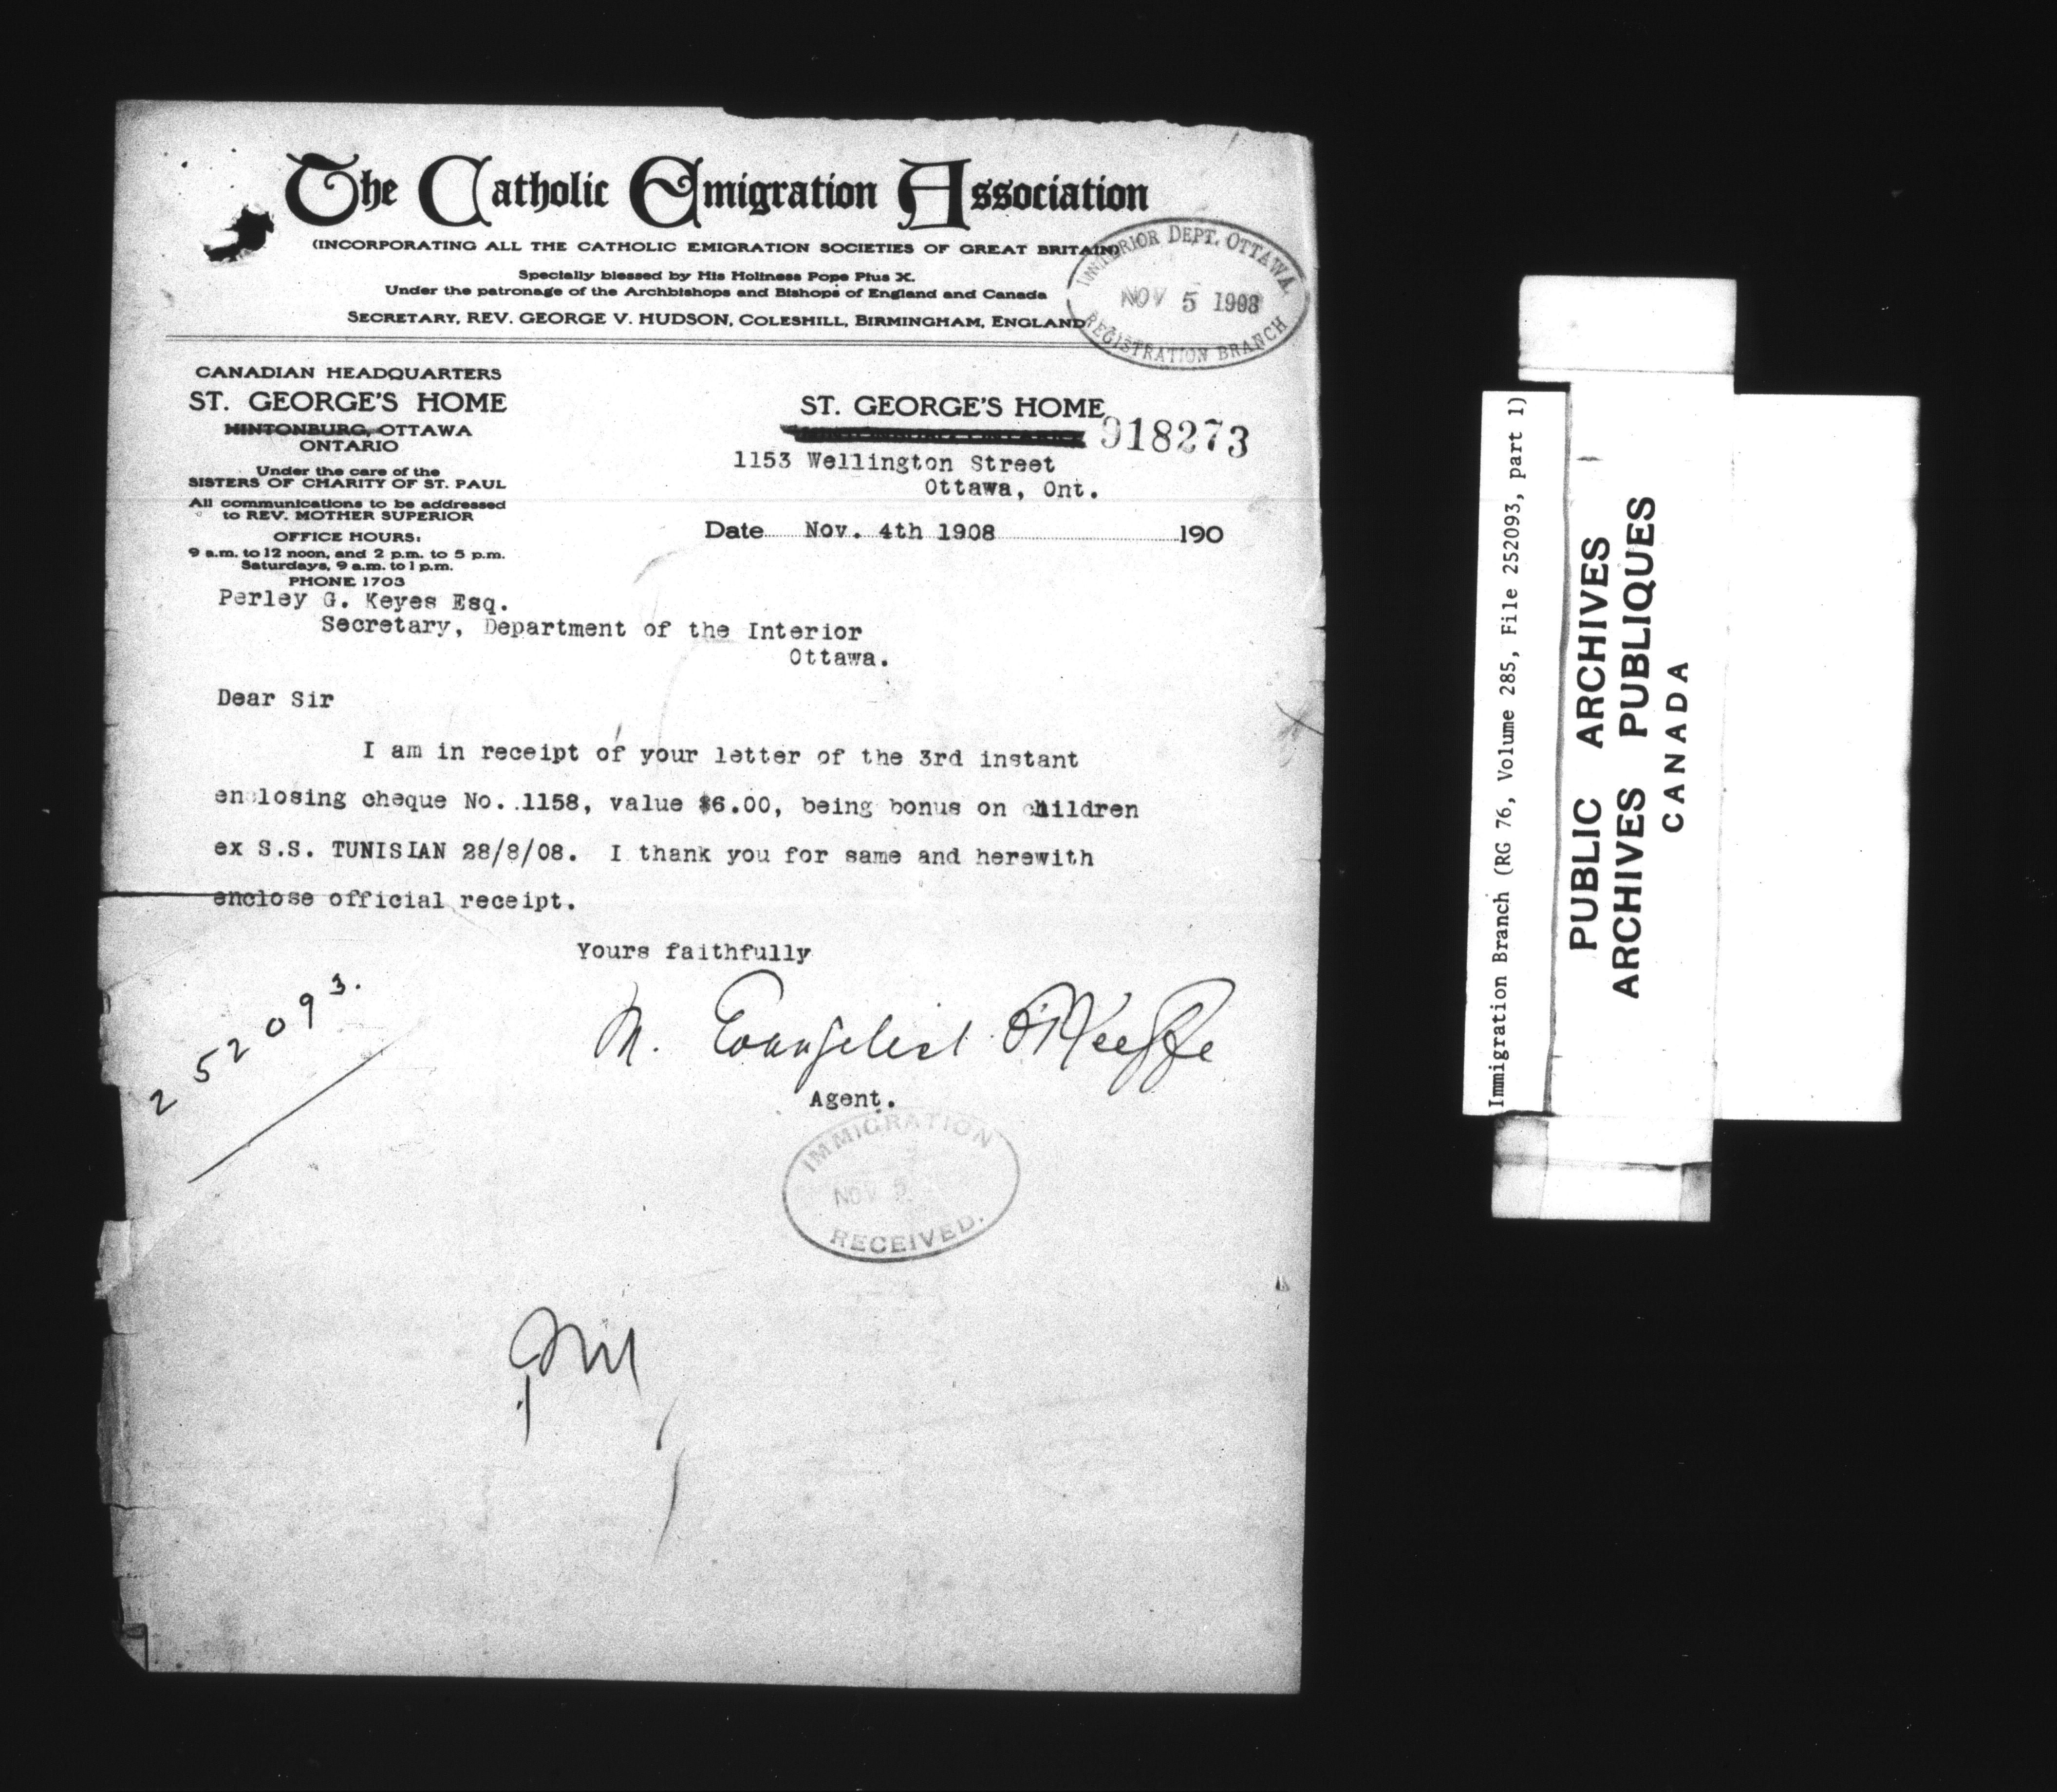 The Catholic Emigration Association
(INCORPORATING ALL THE CATHOLIC EMIGRATION SOCIETIES OF GREAT BRITAIN)
Specially blessed by His Holiness Pope Pius X.
Under the patronage of the Archbishops and Bishops of England and Canada
SECRETARY, REV. GEORGE V. HUDSON, COLESHILL, BIRMINGHAM, ENGLAND
INTERIOR DEPT. OTTAWA.
NOV 5 1908
REGISTRATION BRANCH
CANADIAN HEADQUARTERS
ST. GEORGE'S HOME
HINTONBURG, OTTAWA
ONTARIO
Under the care of the
SISTERS OF CHARITY OF ST. PAUL
All communications to be addressed
to REV. MOTHER SUPERIOR
OFFICE HOURS:
9 a.m. to 12 noon, and 2 p.m. to 5 p.m.
Saturdays, 9 a.m. to 1 p.m.
PHONE 1703
ST. GEORGE'S HOME
918273
1153 Wellington Street
Ottawa, Ont.
Date Nov. 4th 1908 190
Perley G. Keyes Esq.
Secretary, Department of the Interior
Ottawa.
Dear Sir
I am in receipt of your letter of the 3rd instant
enclosing cheque No. 1158, value $6.00, being bonus on children
ex S.S. TUNISIAN 28/8/08. I thank you for same and herewith
enclose official receipt.
Yours faithfully
M. Evangelist O'Keeffe
Agent.
252093.
IMMIGRATION
NOV 5
RECEIVED.
Immigration Branch (RG 76, Volume 285, File 252093, part 1)
PUBLIC ARCHIVES
ARCHIVES PUBLIQUES
CANADA